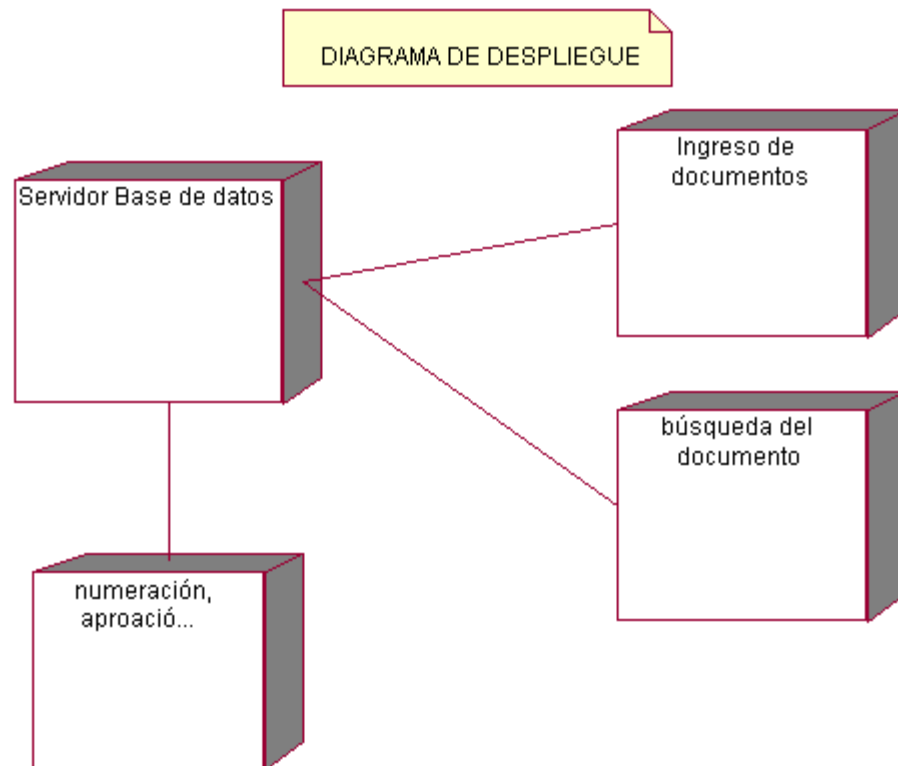 DIAGRAMA DE DESPLIEGUE
Servidor Base de datos
Ingreso de
documentos
búsqueda del
documento
numeración,
aproació...